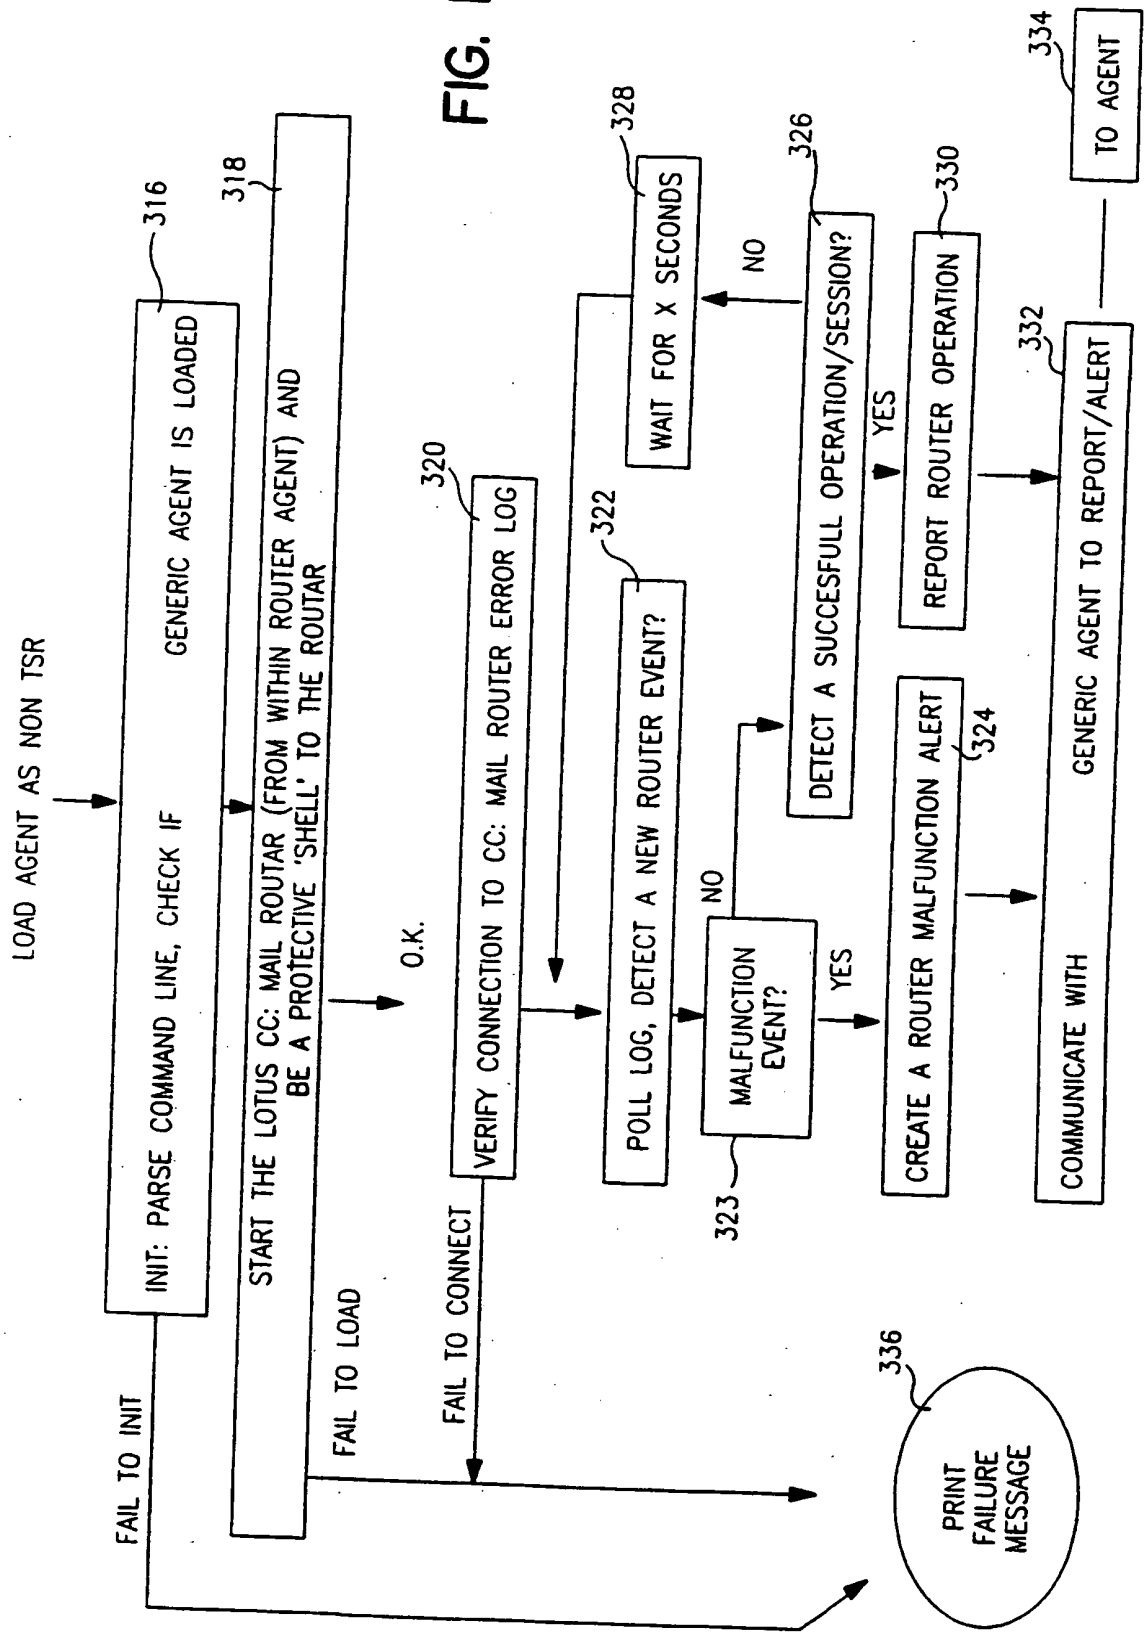 LOAD AGENT AS NON TSR
316
INIT: PARSE COMMAND LINE, CHECK IF GENERIC AGENT IS LOADED
FAIL TO INIT
318
START THE LOTUS CC: MAIL ROUTAR (FROM WITHIN ROUTER AGENT) AND
BE A PROTECTIVE 'SHELL' TO THE ROUTAR
FAIL TO LOAD
O.K.
FIG.
320
VERIFY CONNECTION TO CC: MAIL ROUTER ERROR LOG
FAIL TO CONNECT
328
WAIT FOR X SECONDS
322
POLL LOG, DETECT A NEW ROUTER EVENT?
NO
323
MALFUNCTION
EVENT?
NO
YES
326
DETECT A SUCCESFULL OPERATION/SESSION?
YES
324
CREATE A ROUTER MALFUNCTION ALERT
330
REPORT ROUTER OPERATION
332
COMMUNICATE WITH GENERIC AGENT TO REPORT/ALERT
334
TO AGENT
336
PRINT
FAILURE
MESSAGE